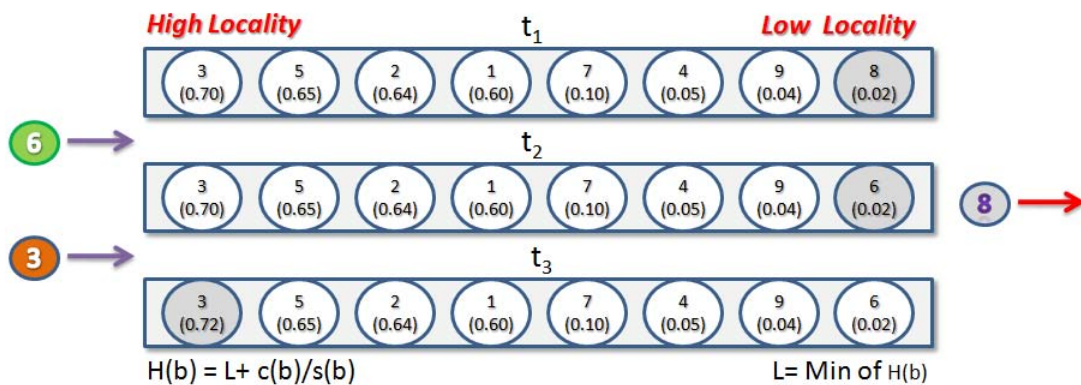 High Locality t₁ Low Locality
3 5 2 1 7 4 9 8
(0.70) (0.65) (0.64) (0.60) (0.10) (0.05) (0.04) (0.02)
6 t₂
3 5 2 1 7 4 9 6
(0.70) (0.65) (0.64) (0.60) (0.10) (0.05) (0.04) (0.02)
8
3 t₃
3 5 2 1 7 4 9 6
(0.72) (0.65) (0.64) (0.60) (0.10) (0.05) (0.04) (0.02)
H(b) = L+ c(b)/s(b) L= Min of H(b)